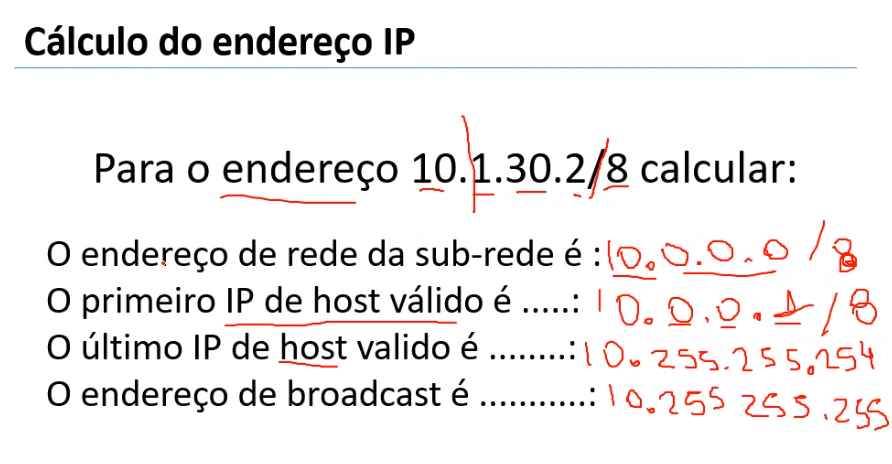 Cálculo do endereço IP
Para o endereço 10.1.30.2/8 calcular:
O endereço de rede da sub-rede é : 10.0.0.0 / 8
O primeiro IP de host válido é .....: 10.0.0.1 / 8
O último IP de host valido é ........: 10.255.255.254
O endereço de broadcast é ............: 10.255 255.255